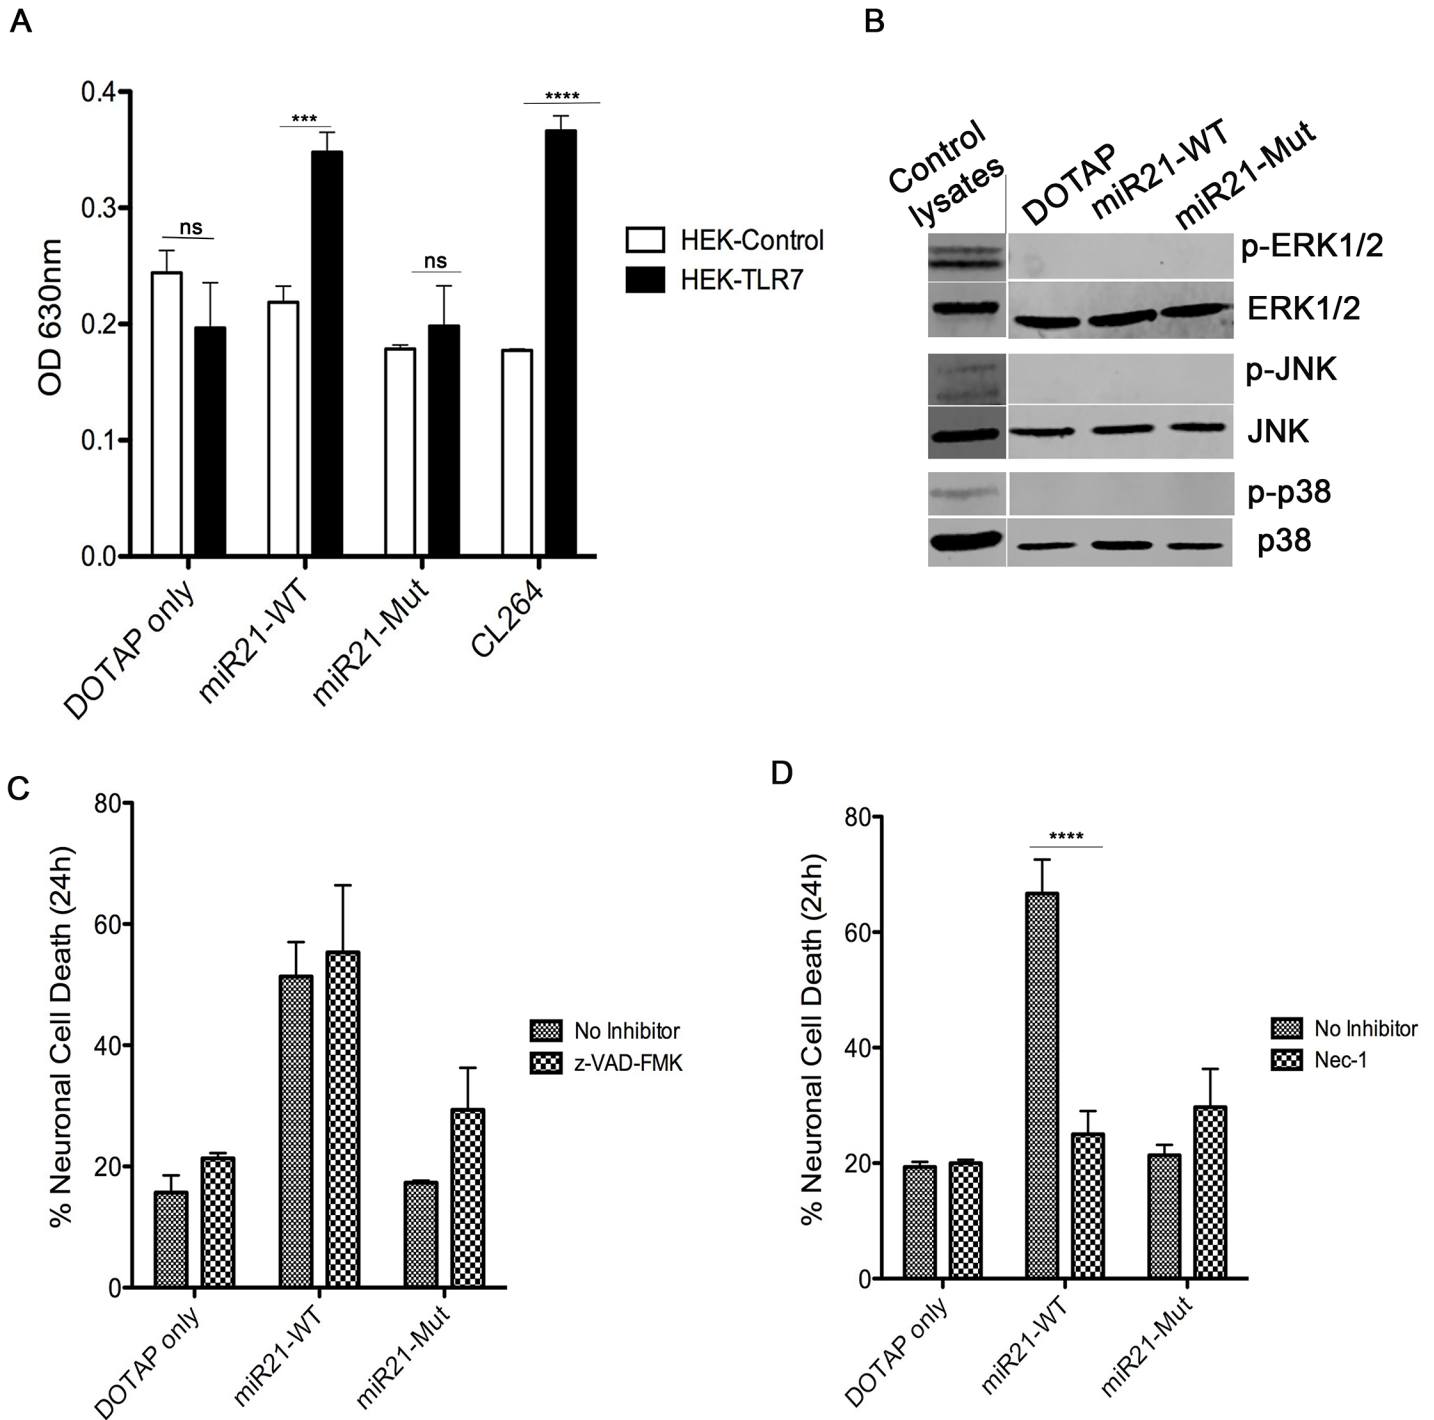 A
OD 630nm
0.4
0.3
0.2
0.1
0.0
ns
***
ns
****
HEK-Control
HEK-TLR7
DOTAP only
miR21-WT
miR21-Mut
CL264
B
Control
lysates
DOTAP
miR21-WT
miR21-Mut
p-ERK1/2
ERK1/2
p-JNK
JNK
p-p38
p38
C
% Neuronal Cell Death (24h)
80
60
40
20
0
No Inhibitor
z-VAD-FMK
DOTAP only
miR21-WT
miR21-Mut
D
% Neuronal Cell Death (24h)
80
60
40
20
0
****
No Inhibitor
Nec-1
DOTAP only
miR21-WT
miR21-Mut